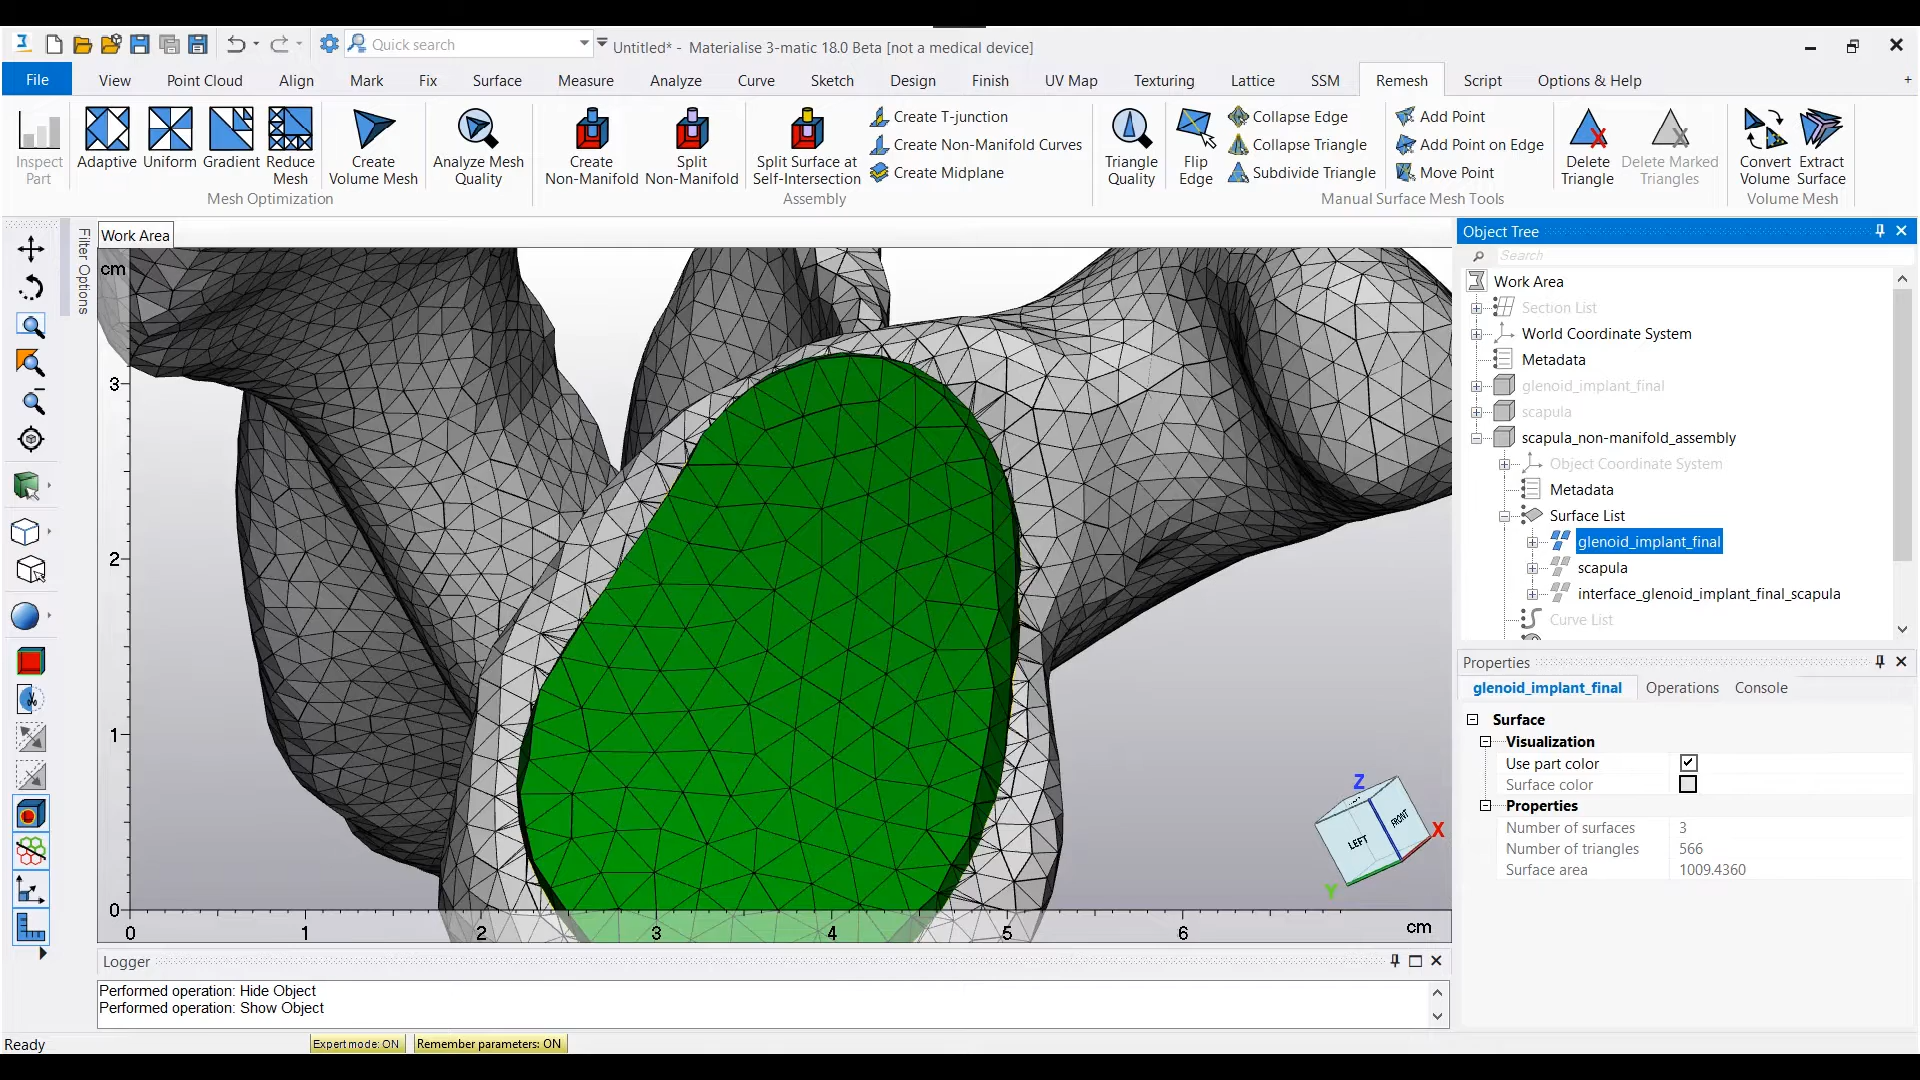 Quick search
Untitled* - Materialise 3-matic 18.0 Beta [not a medical device]
File View Point Cloud Align Mark Fix Surface Measure Analyze Curve Sketch Design Finish UV Map Texturing Lattice SSM Remesh Script Options & Help
Inspect Part
Adaptive Uniform Gradient Reduce Mesh
Create Volume Mesh
Analyze Mesh Quality
Mesh Optimization
Create Non-Manifold
Split Non-Manifold
Split Surface at Self-Intersection
Create T-junction
Create Non-Manifold Curves
Create Midplane
Assembly
Triangle Quality
Flip Edge
Collapse Edge
Collapse Triangle
Subdivide Triangle
Add Point
Add Point on Edge
Move Point
Delete Triangle
Delete Marked Triangles
Manual Surface Mesh Tools
Convert Volume
Extract Surface
Volume Mesh
Filter Options
Work Area
cm
3
2
1
0
0 1 2 3 4 5 6 cm
Z
LEFT
FRONT
X
Y
Object Tree
Search
Work Area
Section List
World Coordinate System
Metadata
glenoid_implant_final
scapula
scapula_non-manifold_assembly
Object Coordinate System
Metadata
Surface List
glenoid_implant_final
scapula
interface_glenoid_implant_final_scapula
Curve List
Properties
glenoid_implant_final Operations Console
Surface
Visualization
Use part color
Surface color
Properties
Number of surfaces 3
Number of triangles 566
Surface area 1009.4360
Logger
Performed operation: Hide Object
Performed operation: Show Object
Ready
Expert mode: ON
Remember parameters: ON